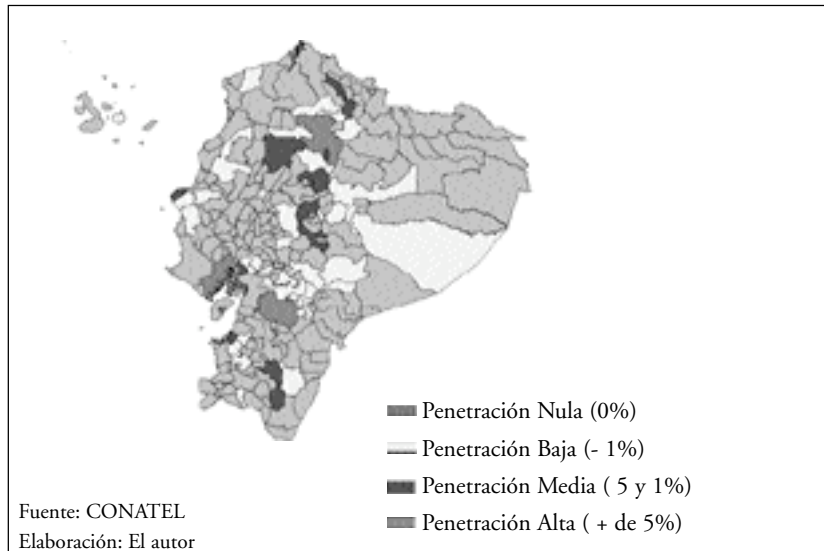 Penetración Nula (0%)
Penetración Baja (- 1%)
Penetración Media ( 5 y 1%)
Penetración Alta ( + de 5%)
Fuente: CONATEL
Elaboración: El autor